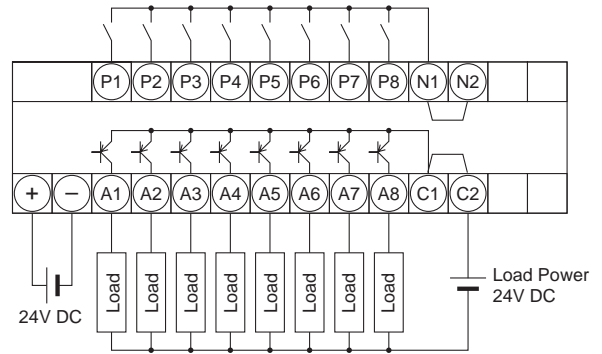 P1 P2 P3 P4 P5 P6 P7 P8 N1 N2
+ − A1 A2 A3 A4 A5 A6 A7 A8 C1 C2
Load Load Load Load Load Load Load Load
24V DC
Load Power
24V DC